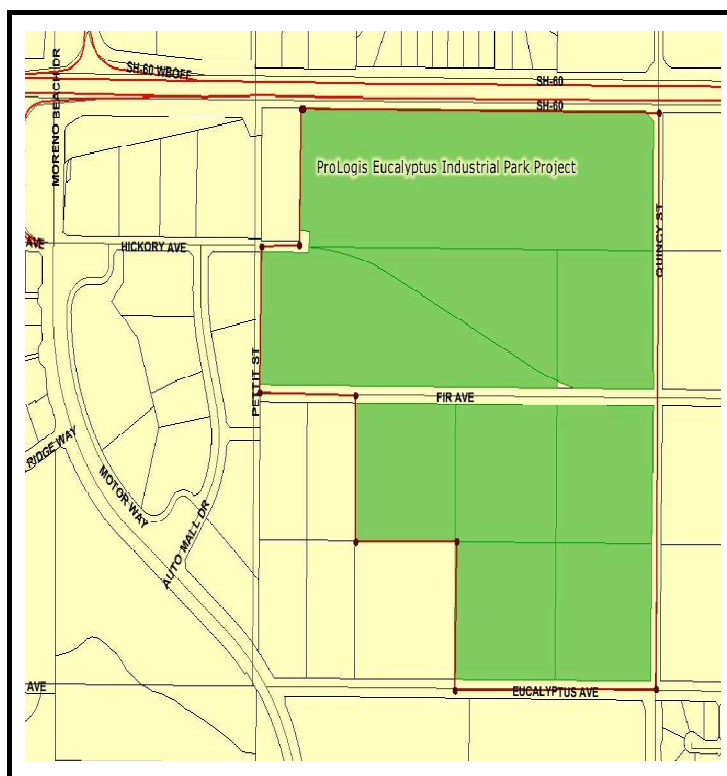 MORENO BEACH DR
SH-60 WBOFF
SH-60
SH-60
ProLogis Eucalyptus Industrial Park Project
QUINCY ST
AVE
HICKORY AVE
PETTIT ST
FIR AVE
RIDGE WAY
MOTOR WAY
AUTO MALL DR
AVE
EUCALYPTUS AVE